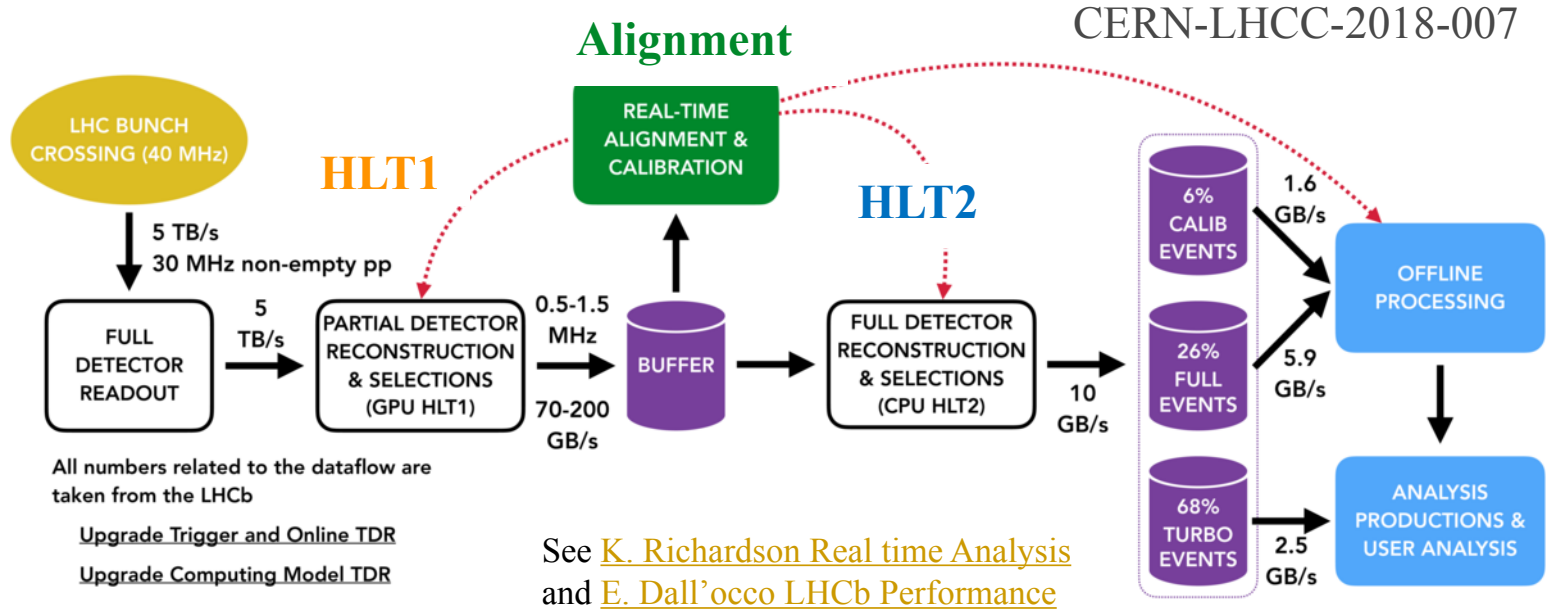 CERN-LHCC-2018-007
Alignment
LHC BUNCH
CROSSING (40 MHz)
HLT1
REAL-TIME
ALIGNMENT &
CALIBRATION
HLT2
5 TB/s
30 MHz non-empty pp
FULL
DETECTOR
READOUT
5
TB/s
PARTIAL DETECTOR
RECONSTRUCTION
& SELECTIONS
(GPU HLT1)
0.5-1.5
MHz
70-200
GB/s
BUFFER
FULL DETECTOR
RECONSTRUCTION
& SELECTIONS
(CPU HLT2)
10
GB/s
6%
CALIB
EVENTS
1.6
GB/s
26%
FULL
EVENTS
5.9
GB/s
68%
TURBO
EVENTS
2.5
GB/s
OFFLINE
PROCESSING
ANALYSIS
PRODUCTIONS &
USER ANALYSIS
All numbers related to the dataflow are
taken from the LHCb
Upgrade Trigger and Online TDR
Upgrade Computing Model TDR
See K. Richardson Real time Analysis
and E. Dall’occo LHCb Performance